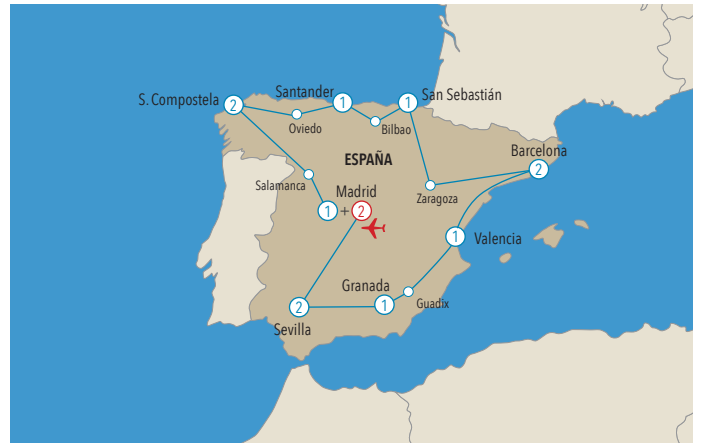 Santander
S. Compostela
2
1
1
San Sebastián
Oviedo
Bilbao
ESPAÑA
Barcelona
2
Salamanca
Madrid
Zaragoza
1 + 2
1
Valencia
Granada
2
1
Guadix
Sevilla